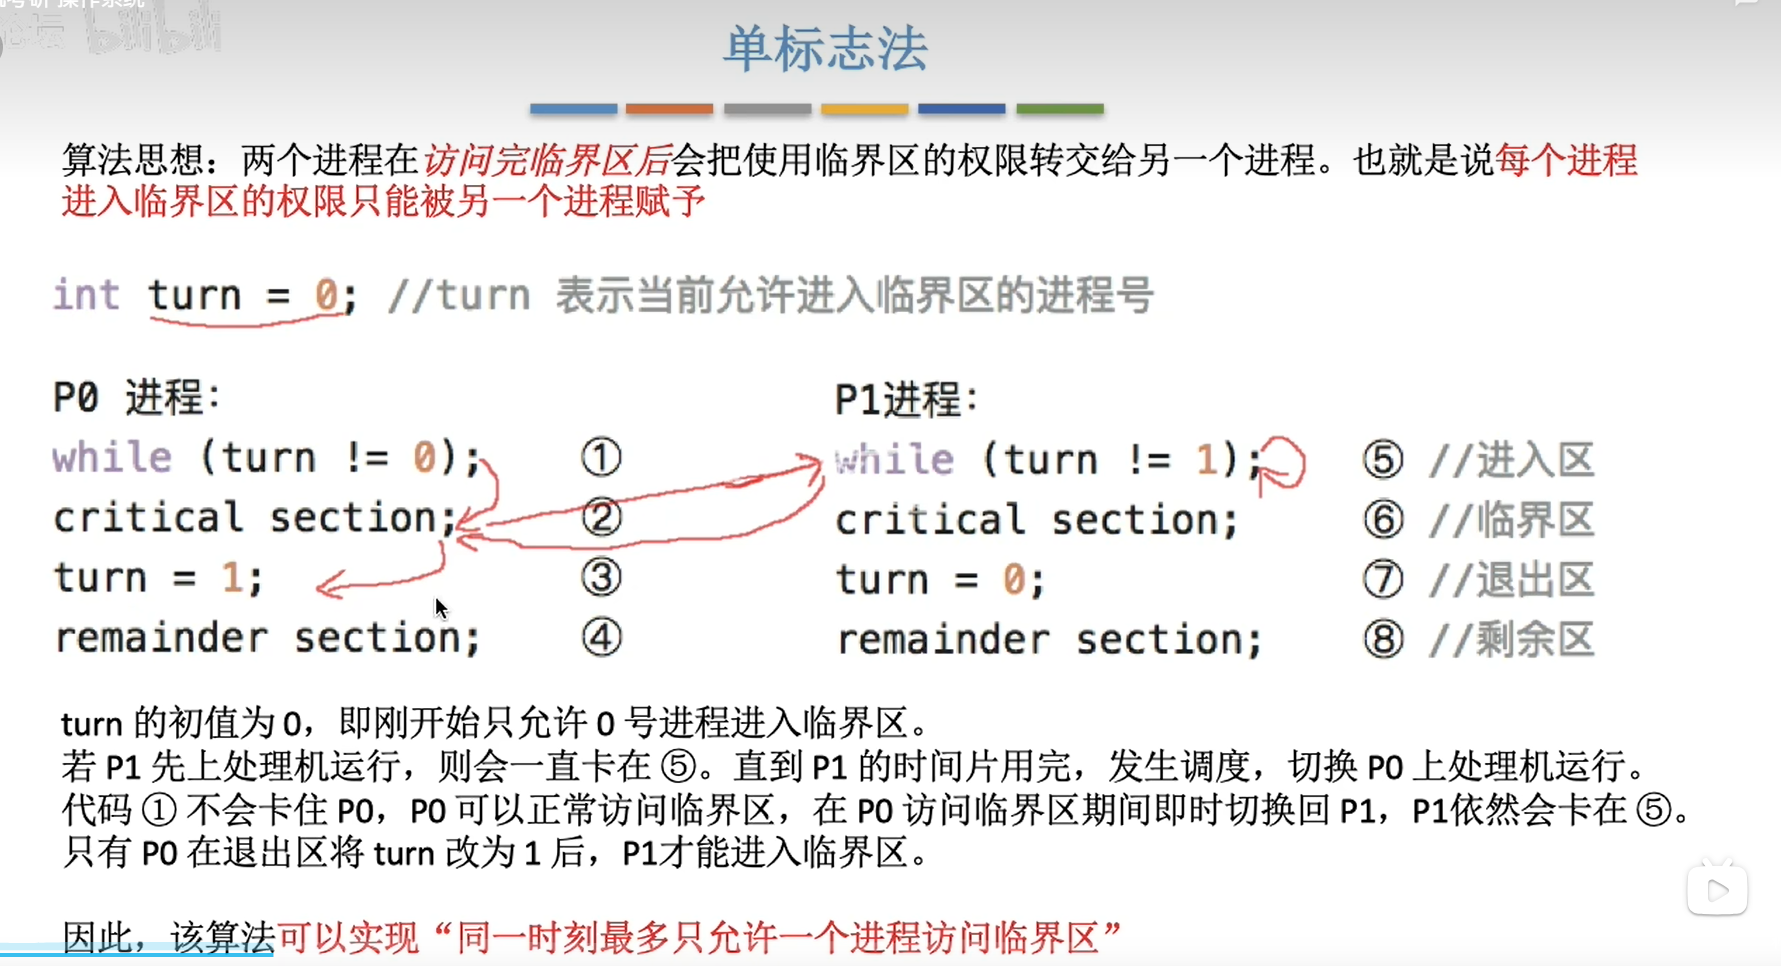 单标志法
算法思想：两个进程在访问完临界区后会把使用临界区的权限转交给另一个进程。也就是说每个进程
进入临界区的权限只能被另一个进程赋予
int turn = 0; //turn 表示当前允许进入临界区的进程号
P0 进程：
while (turn != 0); ①
critical section; ②
turn = 1; ③
remainder section; ④
P1进程：
while (turn != 1); ⑤ //进入区
critical section; ⑥ //临界区
turn = 0; ⑦ //退出区
remainder section; ⑧ //剩余区
turn 的初值为 0，即刚开始只允许 0 号进程进入临界区。
若 P1 先上处理机运行，则会一直卡在 ⑤。直到 P1 的时间片用完，发生调度，切换 P0 上处理机运行。
代码 ① 不会卡住 P0，P0 可以正常访问临界区，在 P0 访问临界区期间即时切换回 P1，P1依然会卡在 ⑤。
只有 P0 在退出区将 turn 改为 1 后，P1才能进入临界区。
因此，该算法可以实现“同一时刻最多只允许一个进程访问临界区”